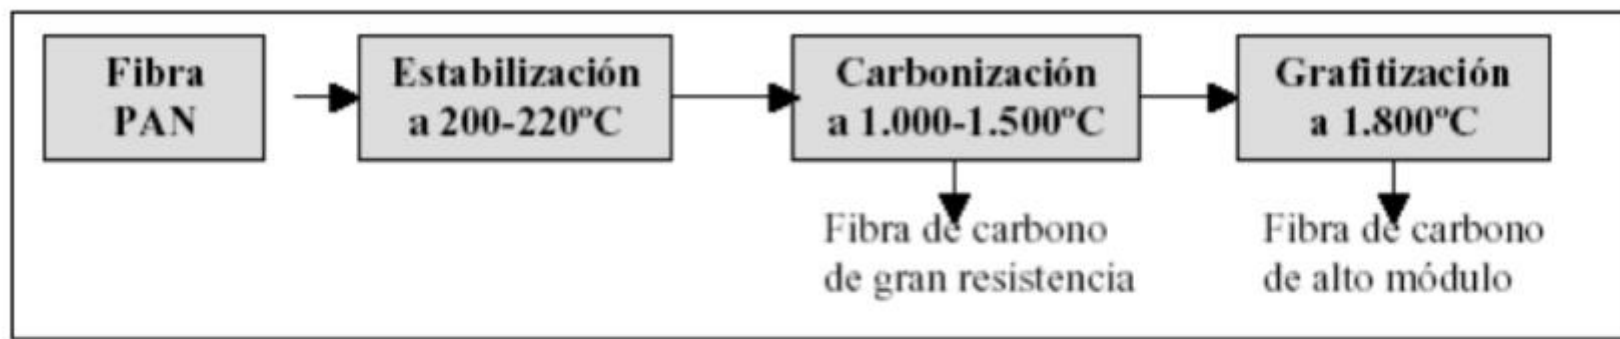 Fibra
PAN
Estabilización
a 200-220ºC
Carbonización
a 1.000-1.500ºC
Grafitización
a 1.800ºC
Fibra de carbono
de gran resistencia
Fibra de carbono
de alto módulo